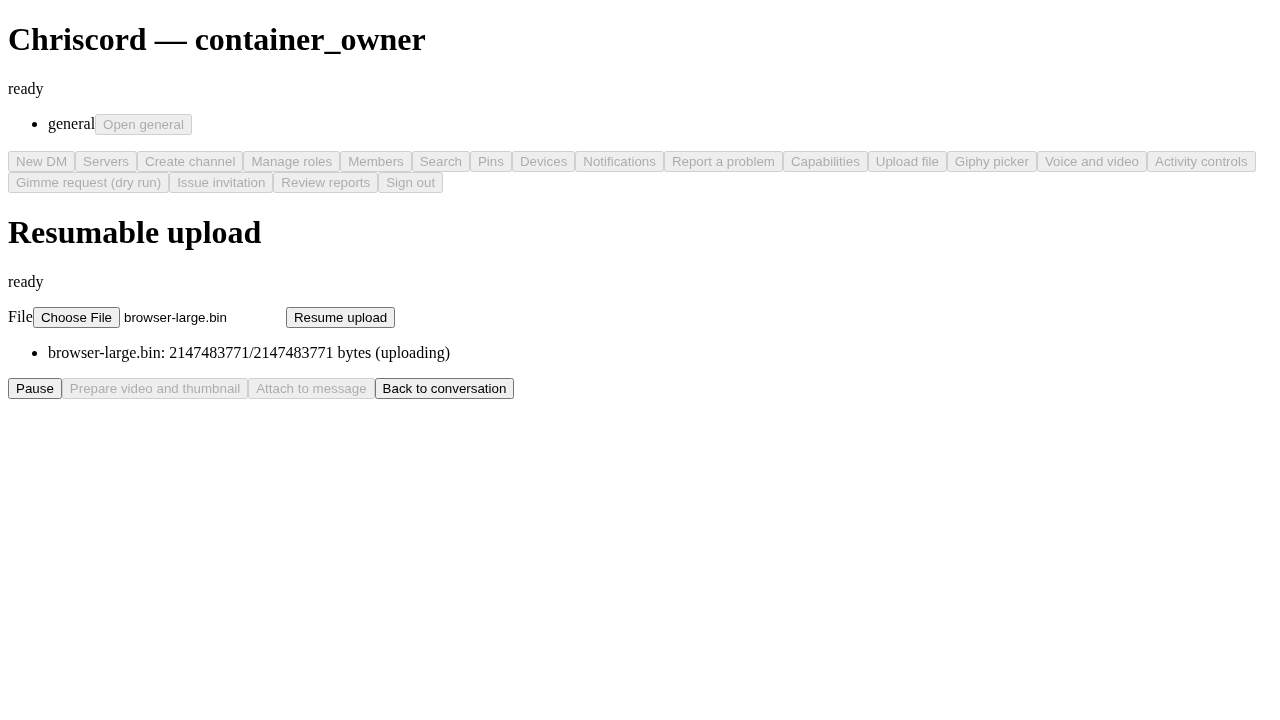 Chriscord — container_owner
ready
general Open general
New DM Servers Create channel Manage roles Members Search Pins Devices Notifications Report a problem Capabilities Upload file Giphy picker Voice and video Activity controls
Gimme request (dry run) Issue invitation Review reports Sign out
Resumable upload
ready
File Choose File browser-large.bin Resume upload
browser-large.bin: 2147483771/2147483771 bytes (uploading)
Pause Prepare video and thumbnail Attach to message Back to conversation